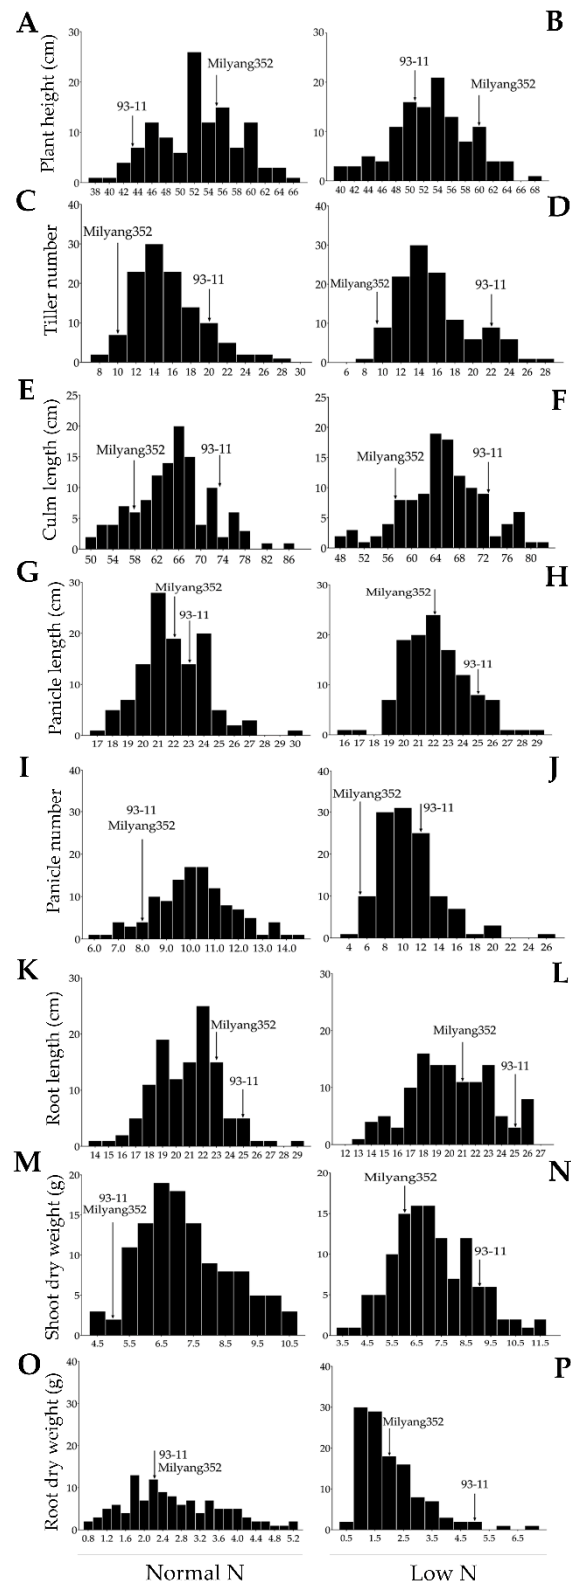 A
B
Plant height (cm)
30
20
10
0
93-11
Milyang352
38 40 42 44 46 48 50 52 54 56 58 60 62 64 66
30
20
10
0
93-11
Milyang352
40 42 44 46 48 50 52 54 56 58 60 62 64 66 68
C
D
Tiller number
40
30
20
10
0
Milyang352
93-11
8 10 12 14 16 18 20 22 24 26 28 30
40
30
20
10
0
Milyang352
93-11
6 8 10 12 14 16 18 20 22 24 26 28
E
F
Culm length (cm)
25
20
15
10
5
0
Milyang352
93-11
50 54 58 62 66 70 74 78 82 86
25
20
15
10
5
0
Milyang352
93-11
48 52 56 60 64 68 72 76 80
G
H
Panicle length (cm)
30
20
10
0
Milyang352
93-11
17 18 19 20 21 22 23 24 25 26 27 28 29 30
30
20
10
0
Milyang352
93-11
16 17 18 19 20 21 22 23 24 25 26 27 28 29
I
J
Panicle number
40
30
20
10
0
93-11
Milyang352
6.0 7.0 8.0 9.0 10.0 11.0 12.0 13.0 14.0
40
30
20
10
0
Milyang352
93-11
4 6 8 10 12 14 16 18 20 22 24 26
K
L
Root length (cm)
30
20
10
0
Milyang352
93-11
14 15 16 17 18 19 20 21 22 23 24 25 26 27 28 29
30
20
10
0
Milyang352
93-11
12 13 14 15 16 17 18 19 20 21 22 23 24 25 26 27
M
N
Shoot dry weight (g)
20
15
10
5
0
93-11
Milyang352
4.5 5.5 6.5 7.5 8.5 9.5 10.5
20
15
10
5
0
Milyang352
93-11
3.5 4.5 5.5 6.5 7.5 8.5 9.5 10.5 11.5
O
P
Root dry weight (g)
40
30
20
10
0
93-11
Milyang352
0.8 1.2 1.6 2.0 2.4 2.8 3.2 3.6 4.0 4.4 4.8 5.2
40
30
20
10
0
Milyang352
93-11
0.5 1.5 2.5 3.5 4.5 5.5 6.5
Normal N
Low N